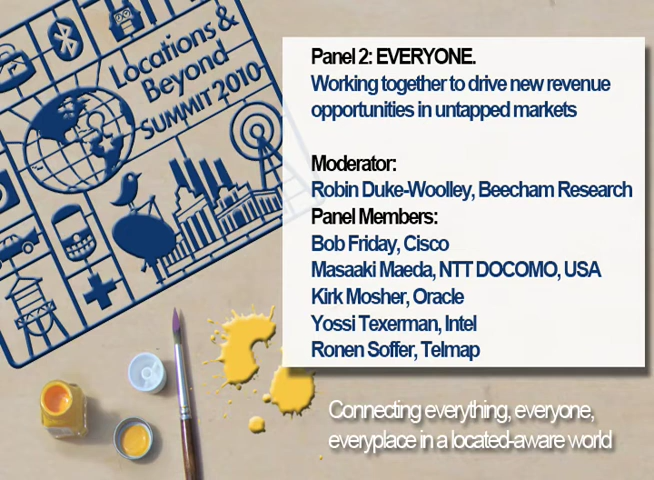 Locations &
Beyond
SUMMIT 2010
Panel 2: EVERYONE.
Working together to drive new revenue
opportunities in untapped markets
Moderator:
Robin Duke-Woolley, Beecham Research
Panel Members:
Bob Friday, Cisco
Masaaki Maeda, NTT DOCOMO, USA
Kirk Mosher, Oracle
Yossi Texerman, Intel
Ronen Soffer, Telmap
Connecting everything, everyone,
everyplace in a located-aware world